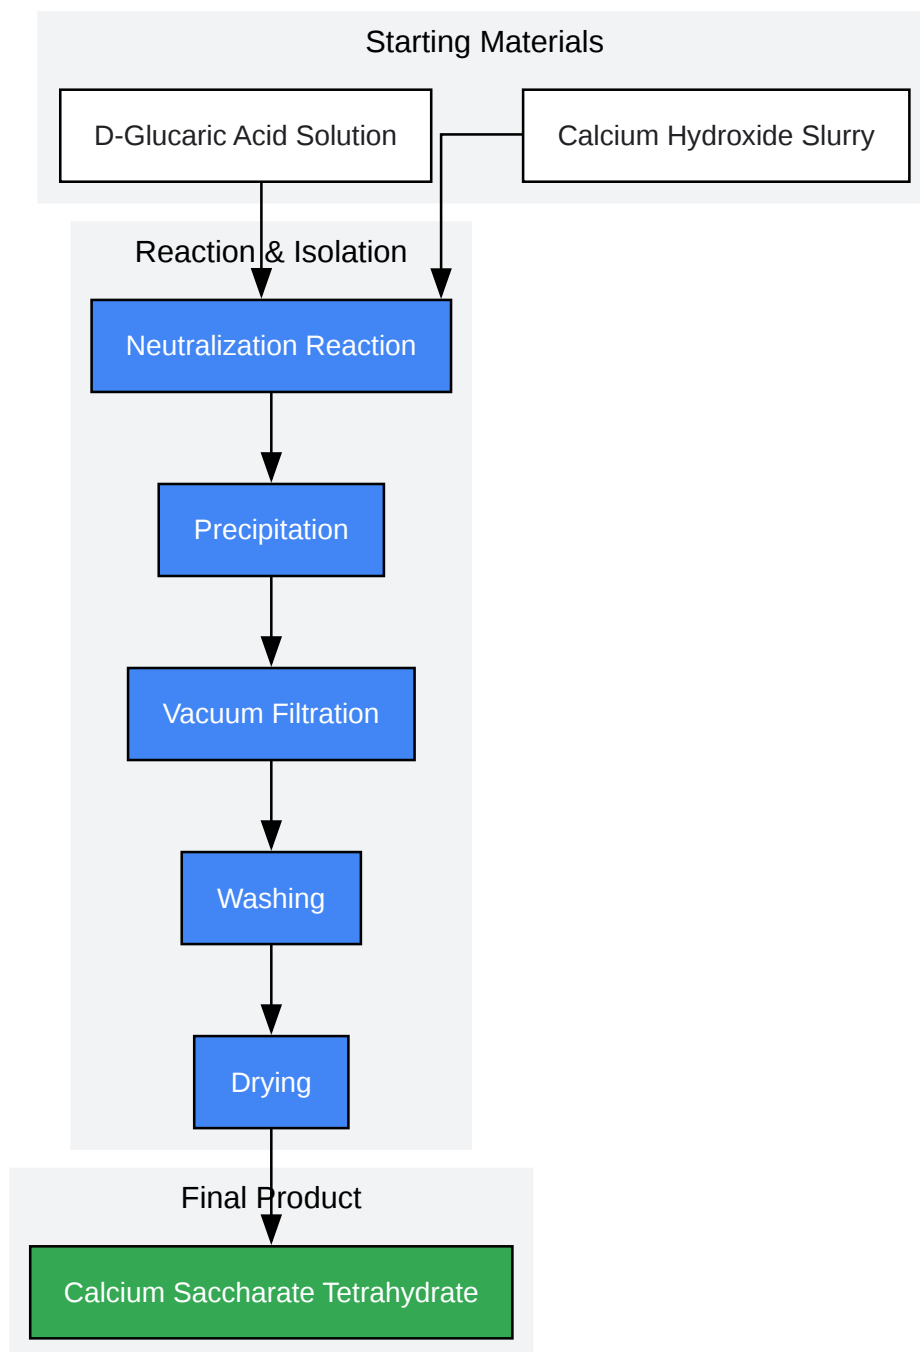 Starting Materials
D-Glucaric Acid Solution
Calcium Hydroxide Slurry
Reaction & Isolation
Neutralization Reaction
Precipitation
Vacuum Filtration
Washing
Drying
Final Product
Calcium Saccharate Tetrahydrate